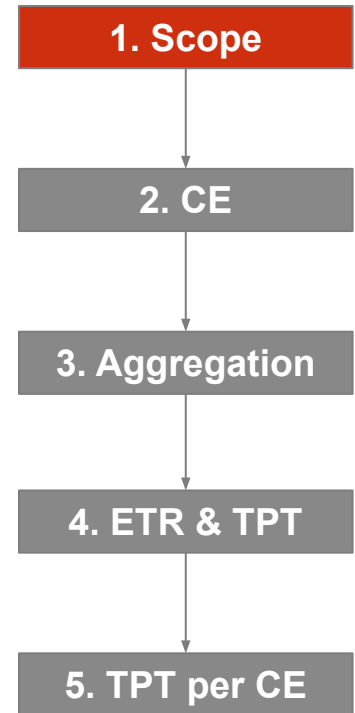 1. Scope
2. CE
3. Aggregation
4. ETR & TPT
5. TPT per CE